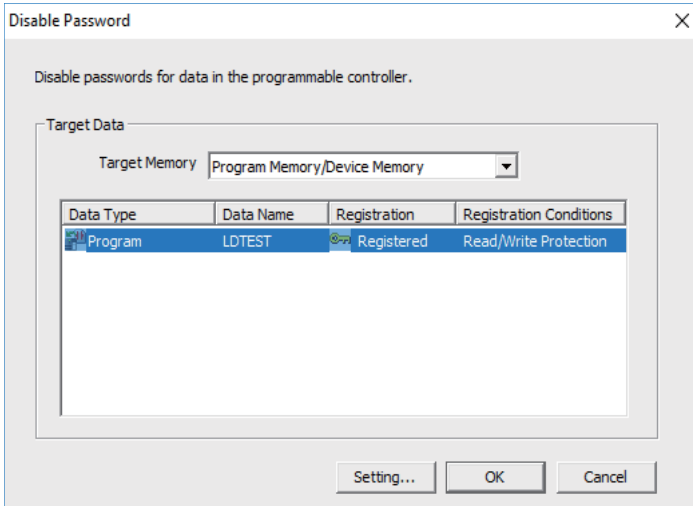 Disable Password
Disable passwords for data in the programmable controller.
Target Data
Target Memory Program Memory/Device Memory
Data Type Data Name Registration Registration Conditions
Program LDTEST Registered Read/Write Protection
Setting... OK Cancel